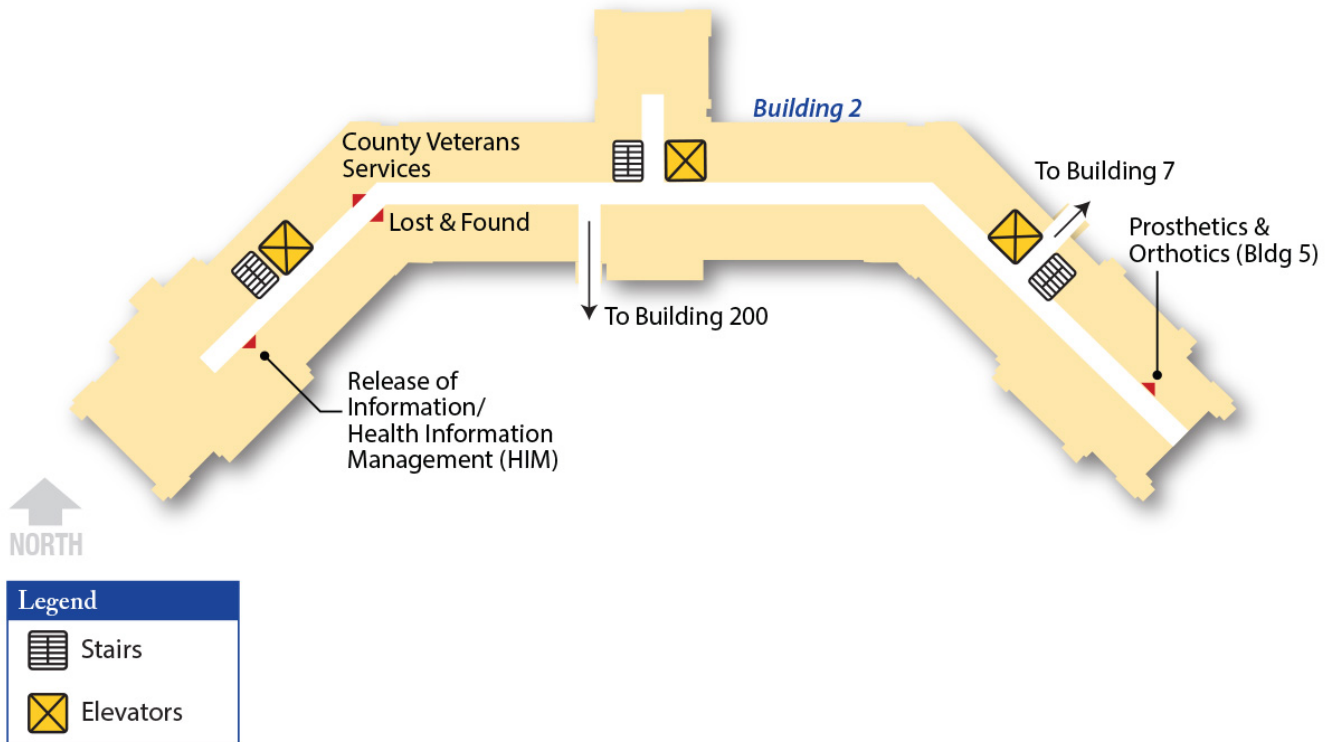 Building 2
County Veterans
Services
To Building 7
Lost & Found
Prosthetics &
Orthotics (Bldg 5)
To Building 200
Release of
Information/
Health Information
Management (HIM)
NORTH
Legend
Stairs
Elevators